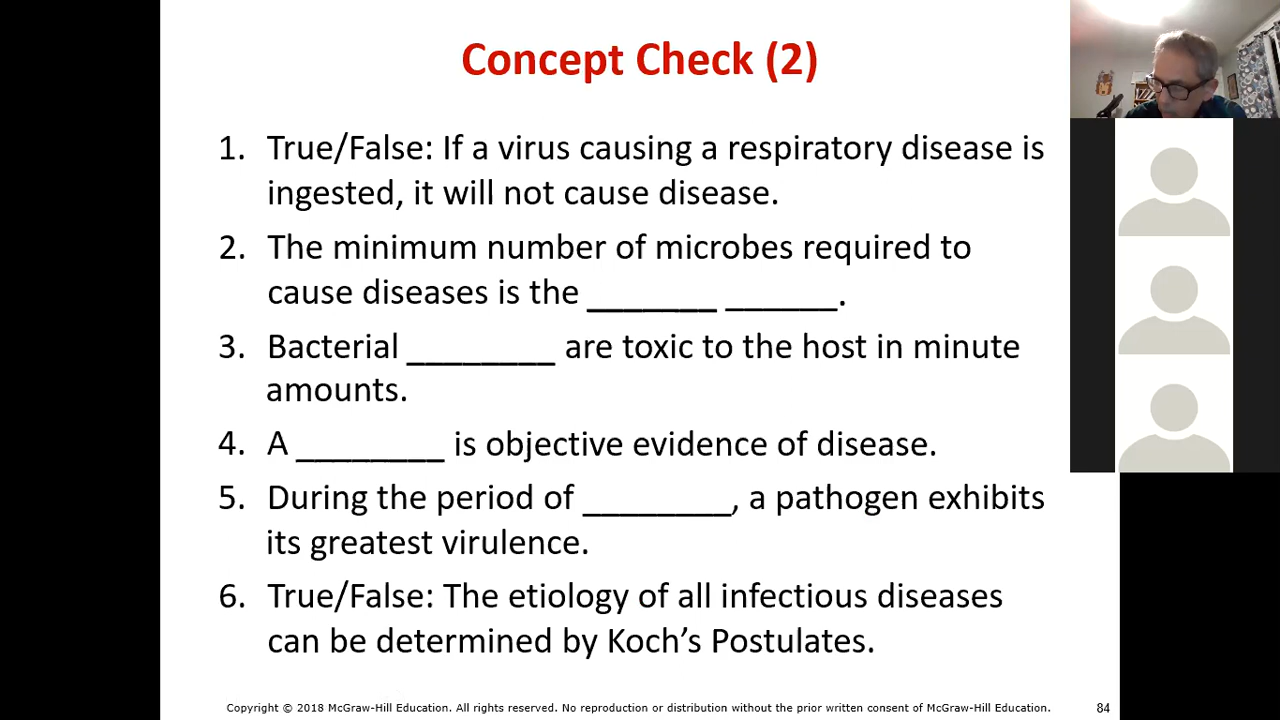 Concept Check (2)
1. True/False: If a virus causing a respiratory disease is
ingested, it will not cause disease.
2. The minimum number of microbes required to
cause diseases is the _______ ______.
3. Bacterial ________ are toxic to the host in minute
amounts.
4. A ________ is objective evidence of disease.
5. During the period of ________, a pathogen exhibits
its greatest virulence.
6. True/False: The etiology of all infectious diseases
can be determined by Koch’s Postulates.
Copyright © 2018 McGraw-Hill Education. All rights reserved. No reproduction or distribution without the prior written consent of McGraw-Hill Education. 84